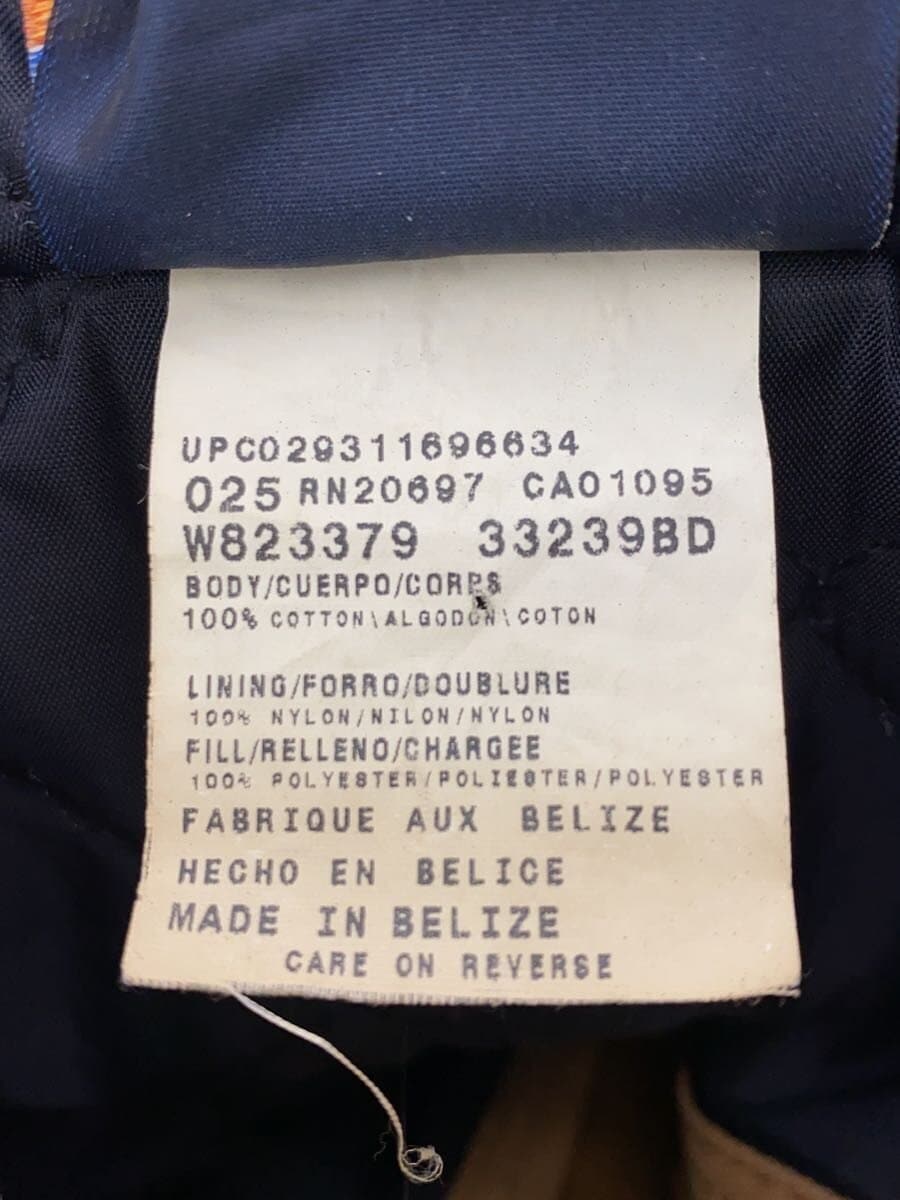 UPC029311696634
025 RN20697 CA01095
W823379 33239BD
BODY/CUERPO/CORPS
100% COTTON\ALGODON\COTON
LINING/FORRO/DOUBLURE
100% NYLON/NILON/NYLON
FILL/RELLENO/CHARGEE
100% POLYESTER/POLIESTER/POLYESTER
FABRIQUE AUX BELIZE
HECHO EN BELICE
MADE IN BELIZE
CARE ON REVERSE